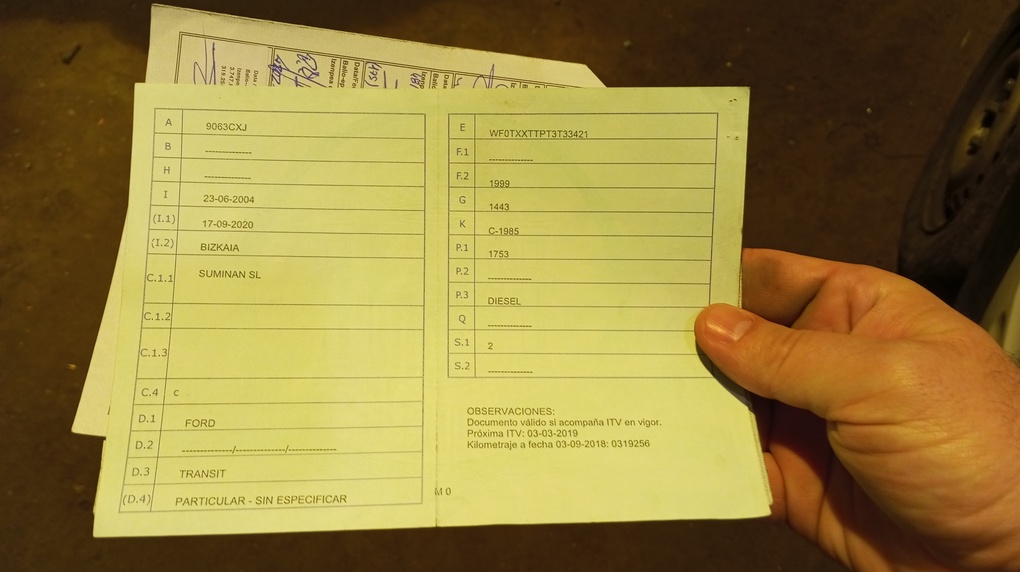 A 9063CXJ
B -------------
H -------------
I 23-06-2004
(I.1) 17-09-2020
(I.2) BIZKAIA
C.1.1 SUMINAN SL
C.1.2
C.1.3
C.4 c
D.1 FORD
D.2 --------------/--------------/--------------
D.3 TRANSIT
(D.4) PARTICULAR - SIN ESPECIFICAR
E WF0TXXTTPT3T33421
F.1 -------------
F.2 1999
G 1443
K C-1985
P.1 1753
P.2 -------------
P.3 DIESEL
Q -------------
S.1 2
S.2 -------------
OBSERVACIONES:
Documento válido si acompaña ITV en vigor.
Próxima ITV: 03-03-2019
Kilometraje a fecha 03-09-2018: 0319256
M 0